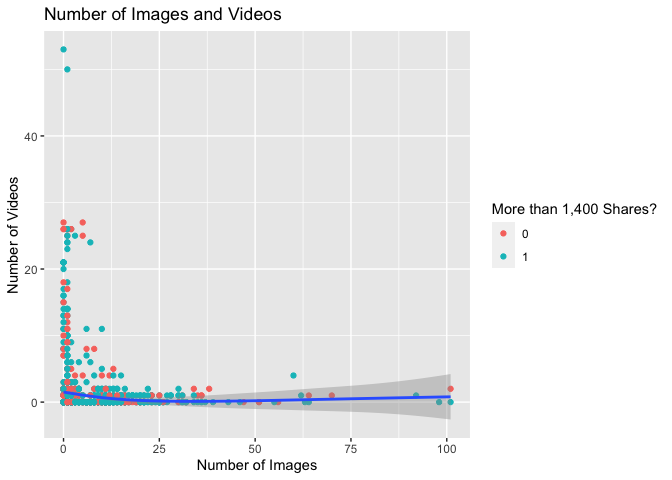 Number of Images and Videos
40
20
0
Number of Videos
0
25
50
75
100
Number of Images
More than 1,400 Shares?
0
1